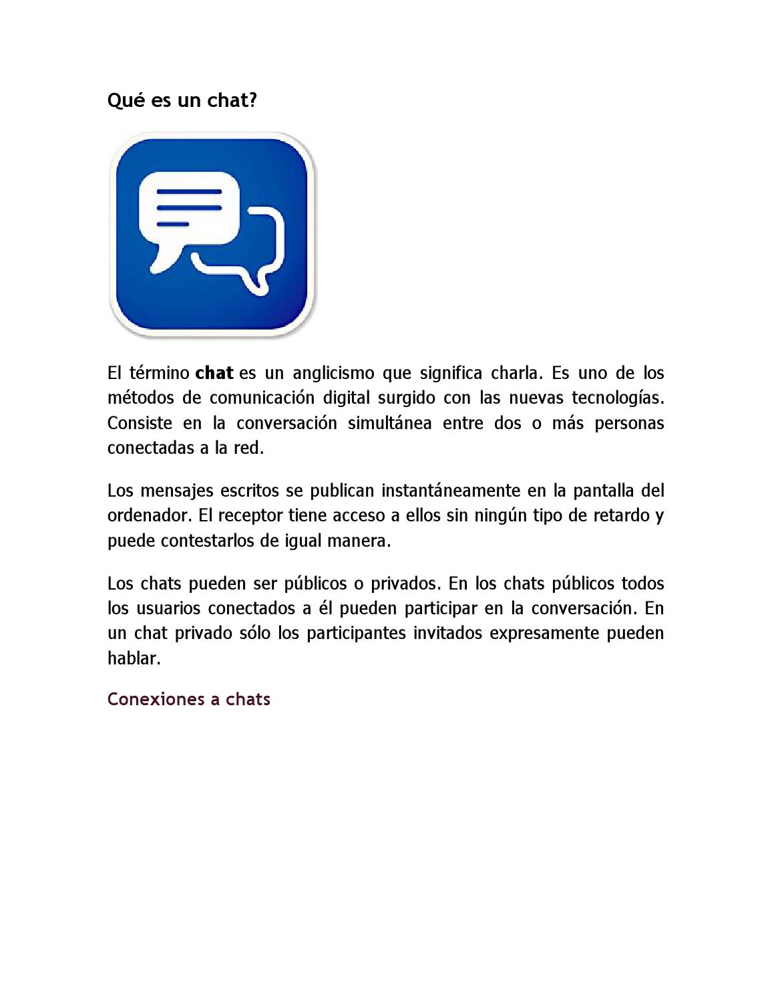 Qué es un chat?
El término chat es un anglicismo que significa charla. Es uno de los
métodos de comunicación digital surgido con las nuevas tecnologías.
Consiste en la conversación simultánea entre dos o más personas
conectadas a la red.
Los mensajes escritos se publican instantáneamente en la pantalla del
ordenador. El receptor tiene acceso a ellos sin ningún tipo de retardo y
puede contestarlos de igual manera.
Los chats pueden ser públicos o privados. En los chats públicos todos
los usuarios conectados a él pueden participar en la conversación. En
un chat privado sólo los participantes invitados expresamente pueden
hablar.
Conexiones a chats